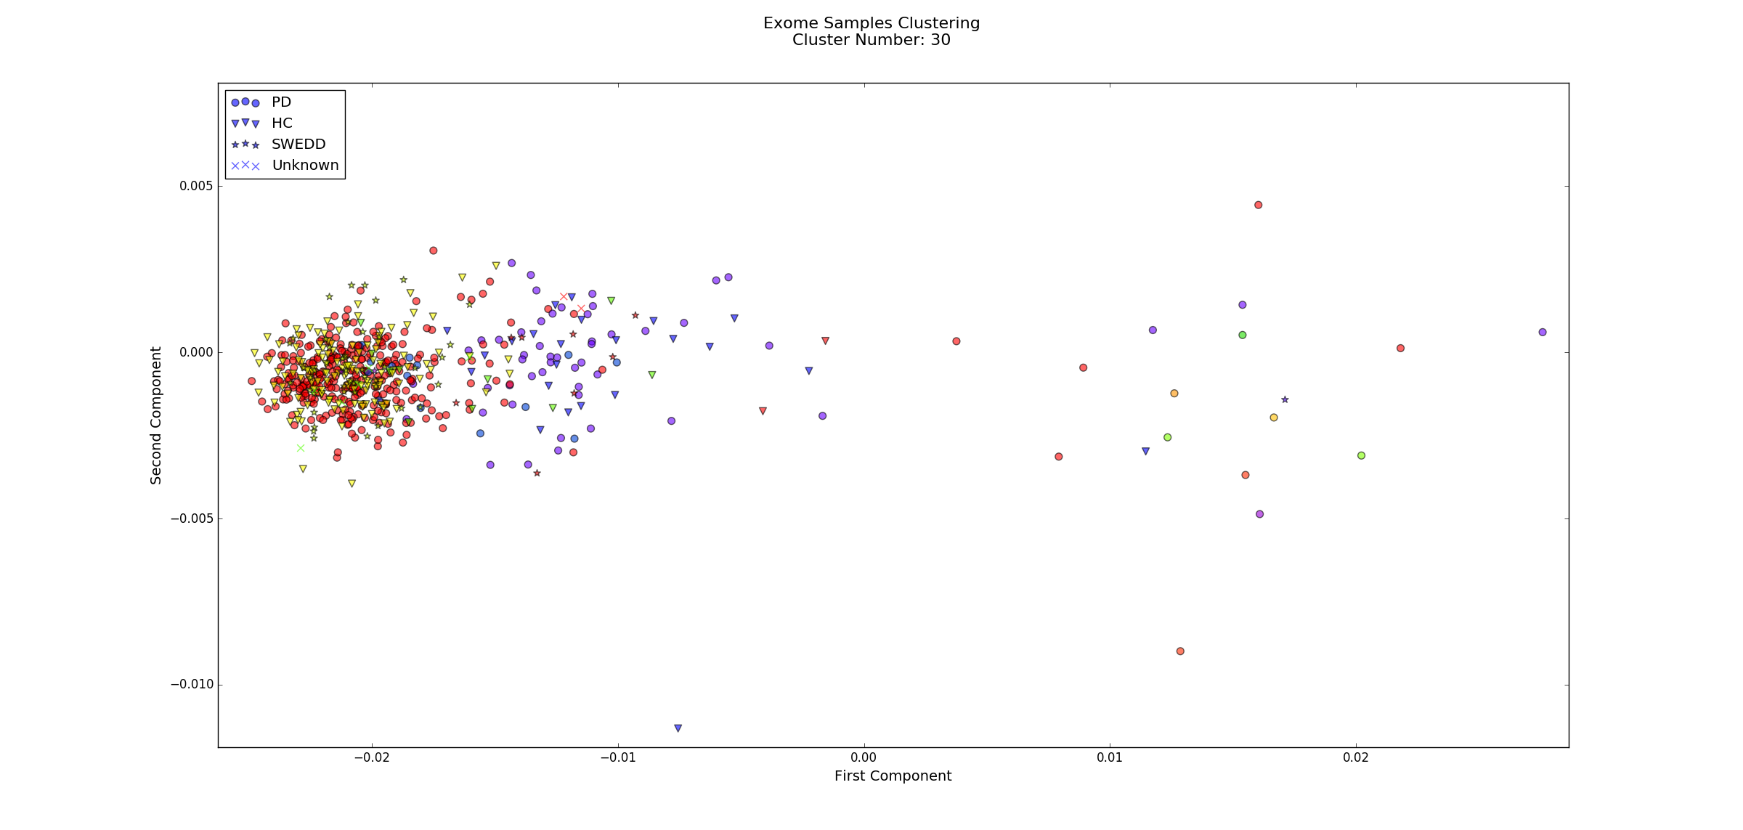 Exome Samples Clustering
Cluster Number: 30
PD
HC
SWEDD
Unknown
0.005
0.000
−0.005
−0.010
Second Component
−0.02
−0.01
0.00
0.01
0.02
First Component